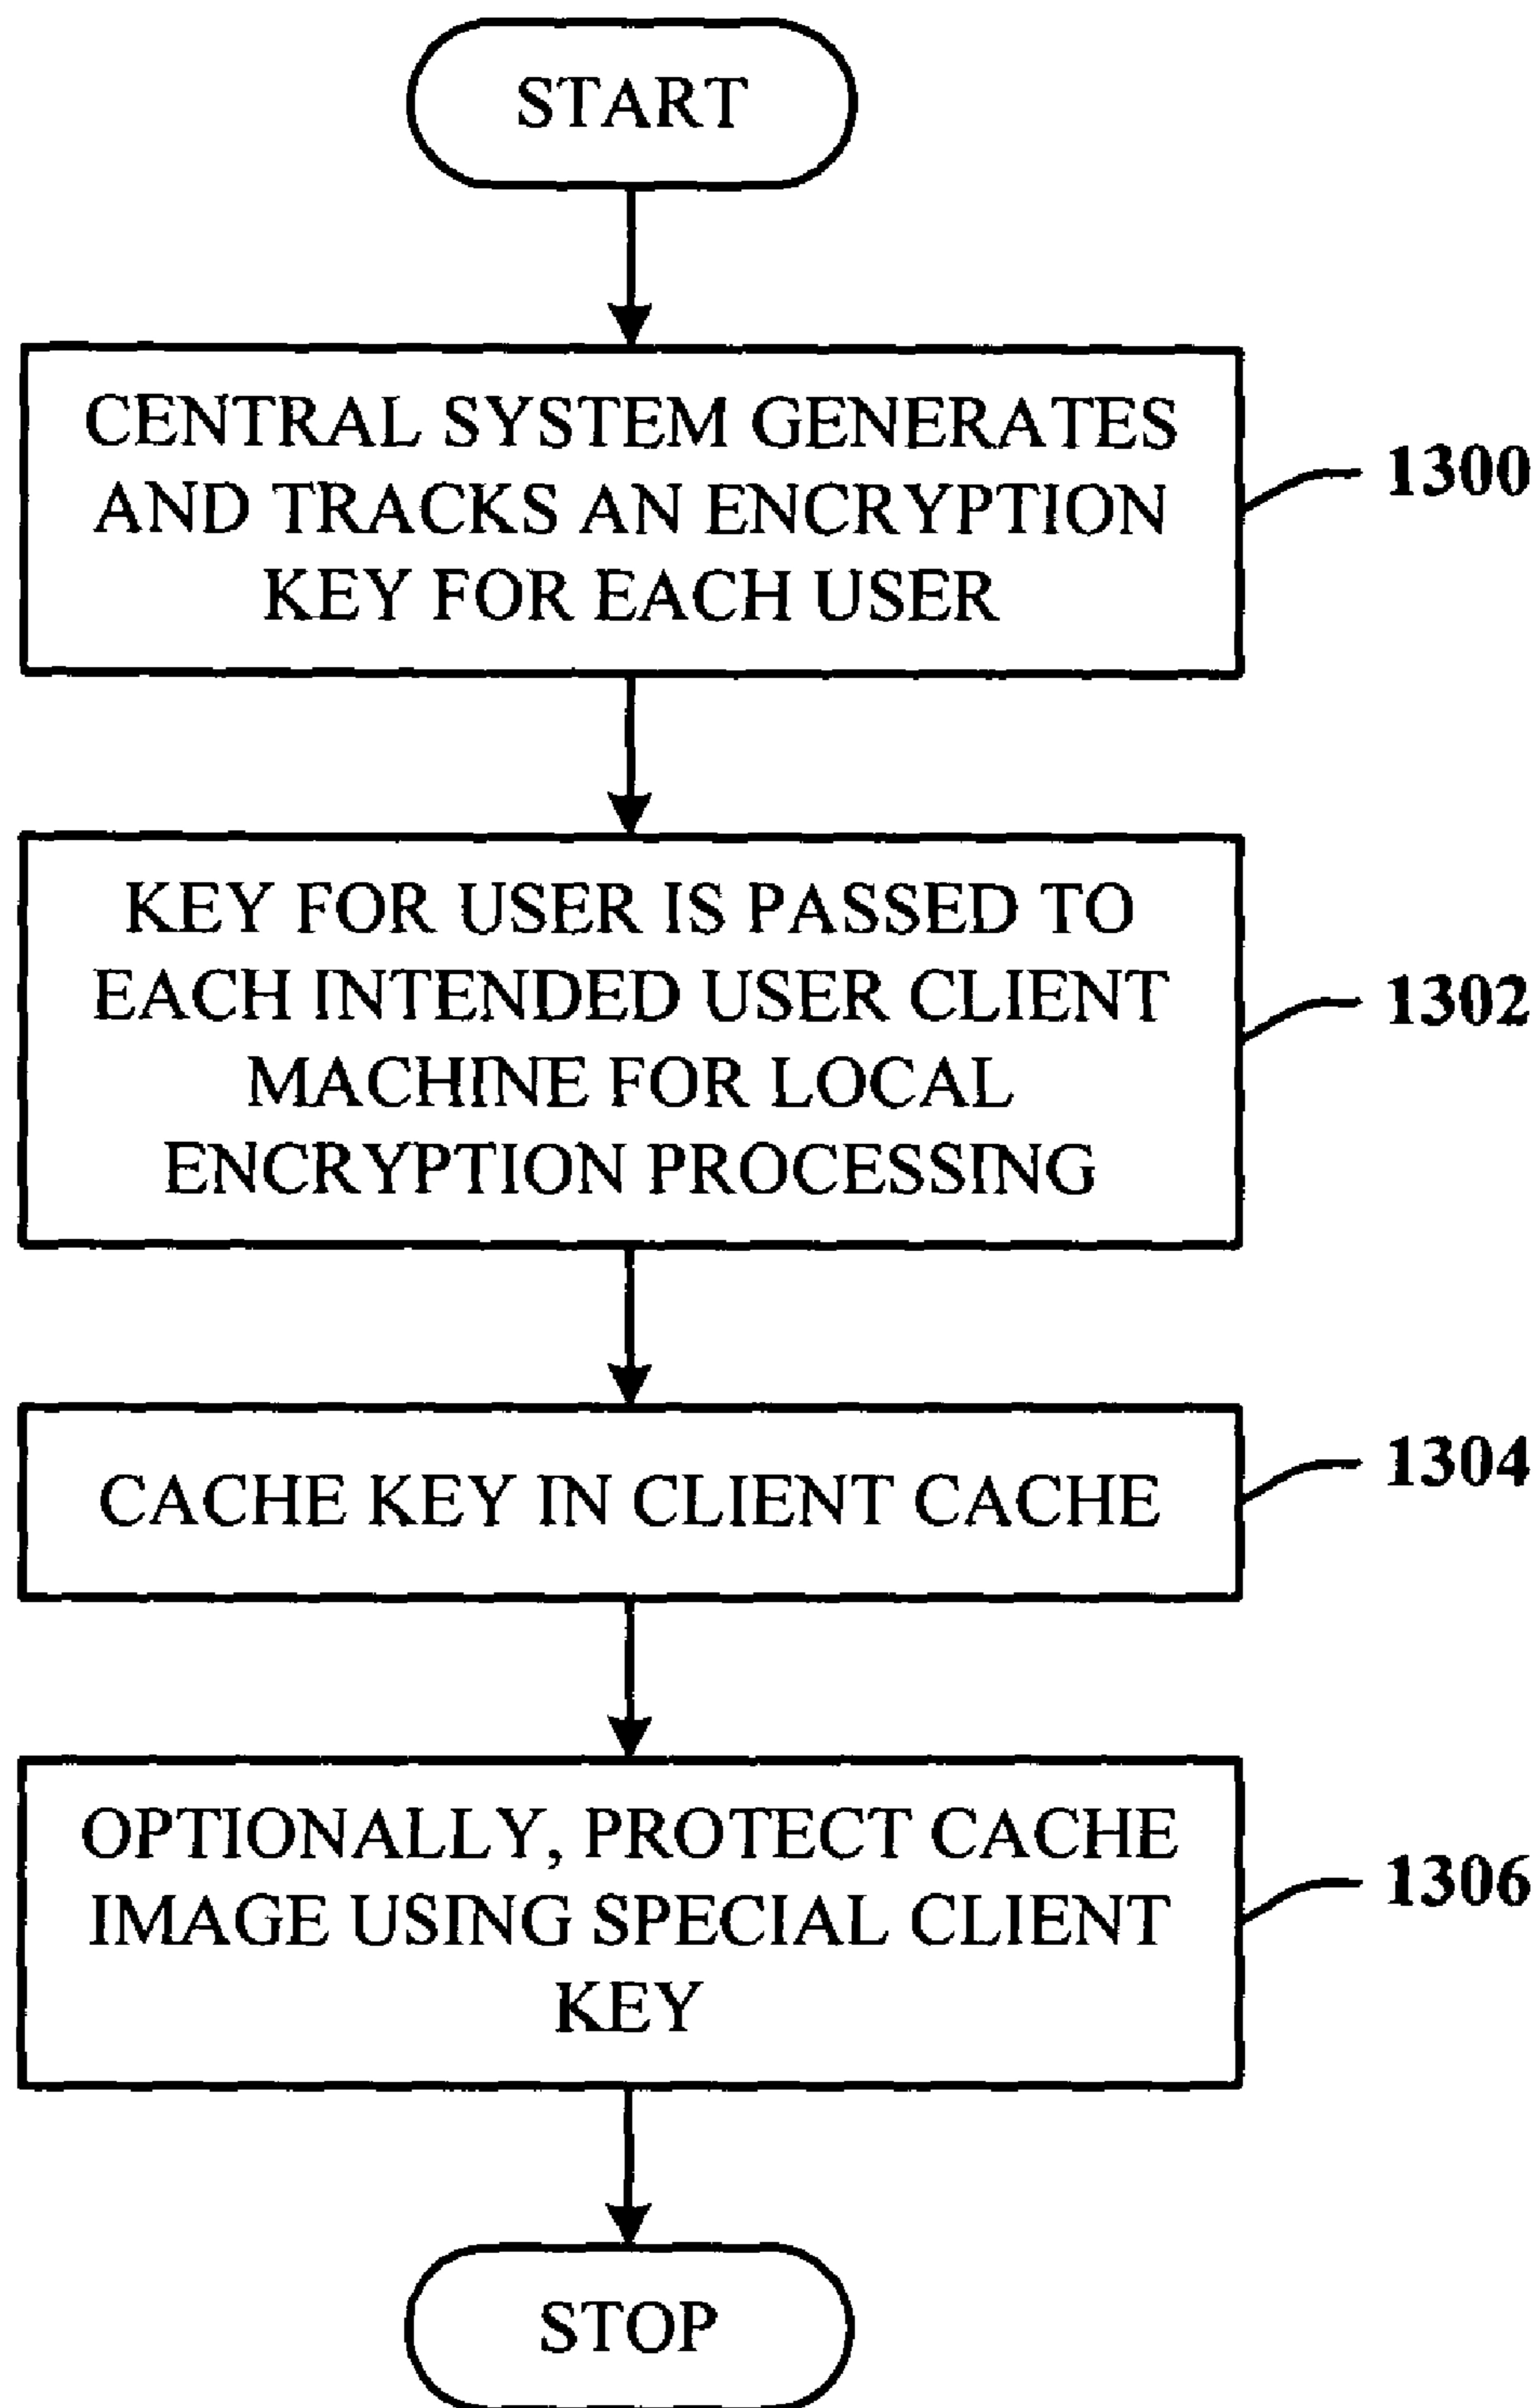 START
CENTRAL SYSTEM GENERATES
AND TRACKS AN ENCRYPTION
KEY FOR EACH USER
1300
KEY FOR USER IS PASSED TO
EACH INTENDED USER CLIENT
MACHINE FOR LOCAL
ENCRYPTION PROCESSING
1302
CACHE KEY IN CLIENT CACHE
1304
OPTIONALLY, PROTECT CACHE
IMAGE USING SPECIAL CLIENT
KEY
1306
STOP